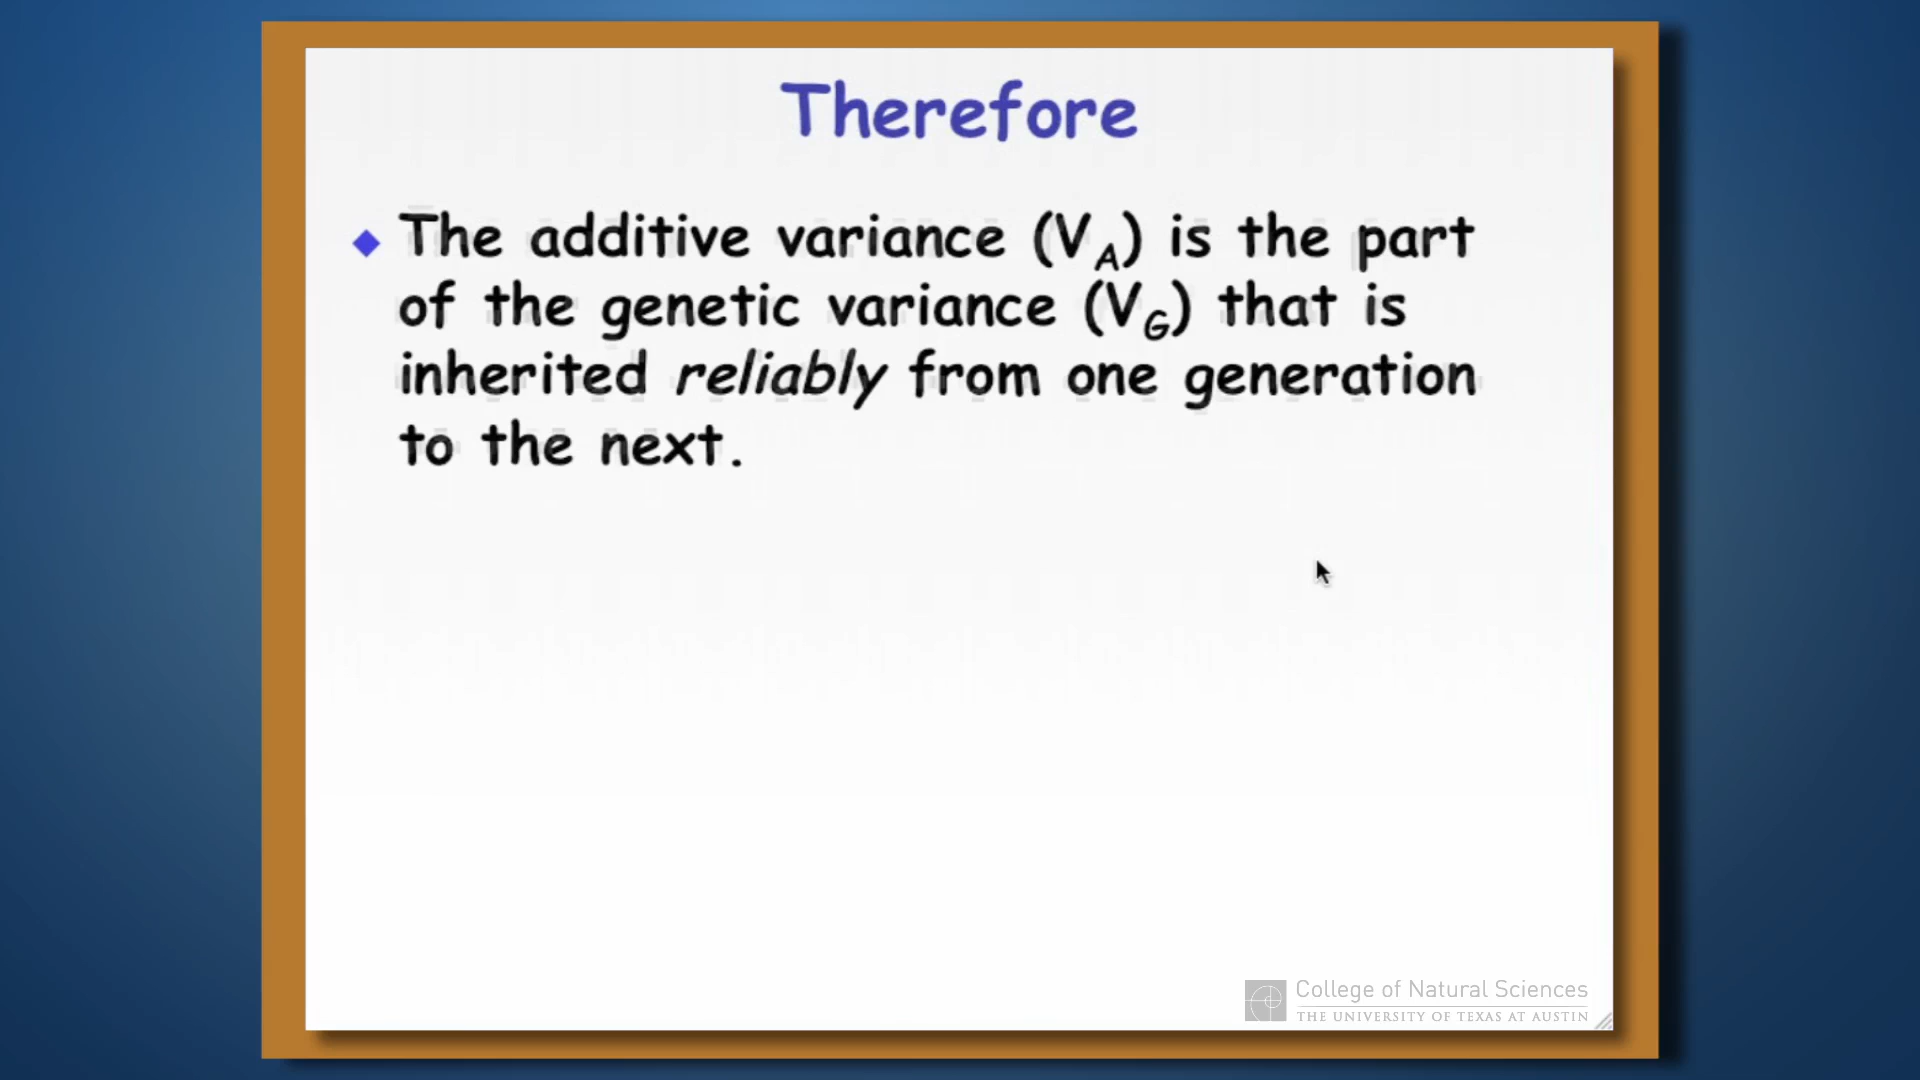 Therefore
The additive variance (VA) is the part
of the genetic variance (VG) that is
inherited reliably from one generation
to the next.
College of Natural Sciences
THE UNIVERSITY OF TEXAS AT AUSTIN